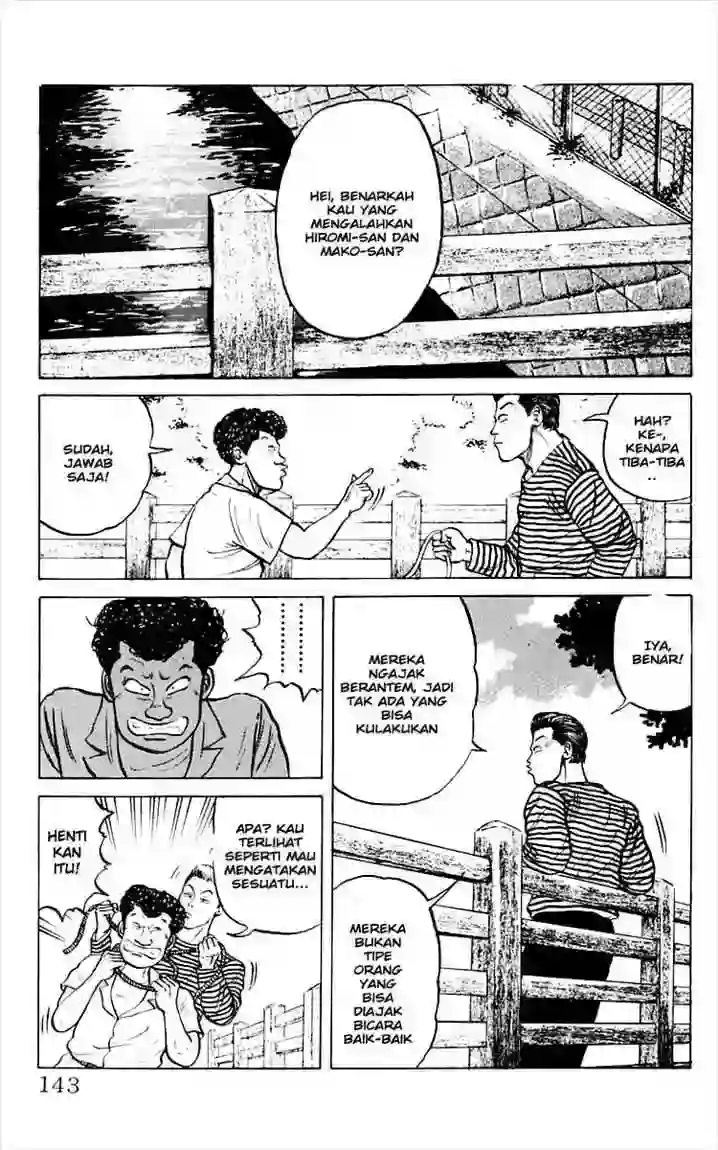 HEI, BENARKAH
KAU YANG
MENGALAHKAN
HIROMI-SAN DAN
MAKO-SAN?
HAH?
KE-,
KENAPA
TIBA-TIBA
..
SUDAH,
JAWAB
SAJA!
IYA,
BENAR!
MEREKA
NGAJAK
BERANTEM, JADI
TAK ADA YANG
BISA
KULAKUKAN
MEREKA
BUKAN
TIPE
ORANG
YANG
BISA
DIAJAK
BICARA
BAIK-BAIK
APA? KAU
TERLIHAT
SEPERTI MAU
MENGATAKAN
SESUATU...
HENTI
KAN
ITU!
143